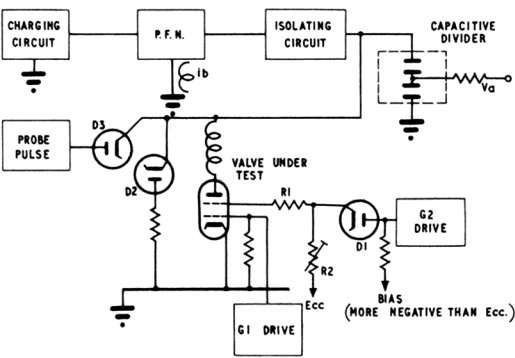 CHARGING
CIRCUIT
P.F.N.
ISOLATING
CIRCUIT
CAPACITIVE
DIVIDER
ib
Va
PROBE
PULSE
D3
D2
VALVE UNDER
TEST
R1
D1
G2
DRIVE
R2
Ecc
BIAS
(MORE NEGATIVE THAN Ecc.)
G1 DRIVE